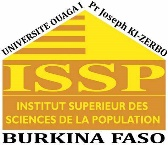 UNIVERSITE OUAGA I Pr Joseph KI-ZERBO
ISSP
INSTITUT SUPERIEUR DES
SCIENCES DE LA POPULATION
BURKINA FASO